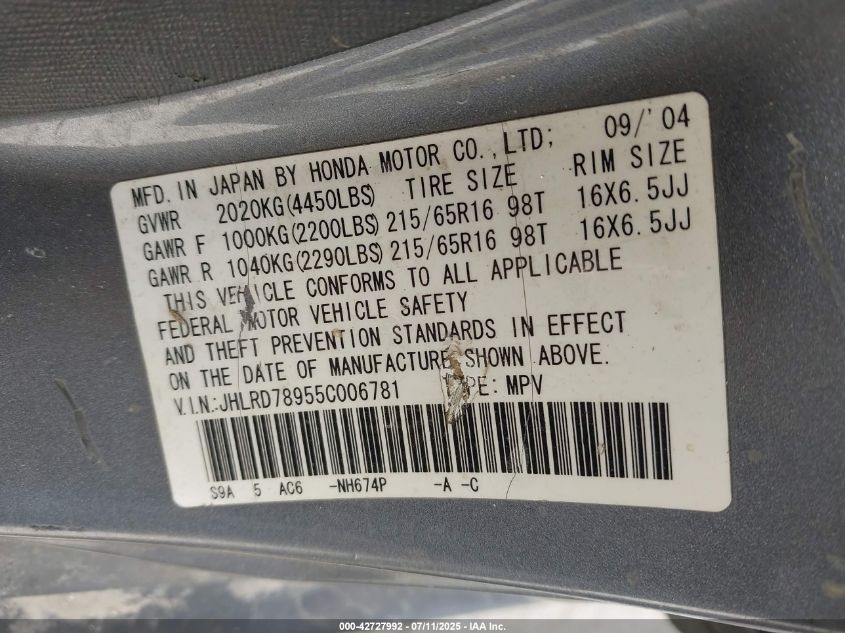 MFD. IN JAPAN BY HONDA MOTOR CO.,LTD; 09/'04
GVWR 2020KG(4450LBS) TIRE SIZE RIM SIZE
GAWR F 1000KG(2200LBS) 215/65R16 98T 16X6.5JJ
GAWR R 1040KG(2290LBS) 215/65R16 98T 16X6.5JJ
THIS VEHICLE CONFORMS TO ALL APPLICABLE
FEDERAL MOTOR VEHICLE SAFETY
AND THEFT PREVENTION STANDARDS IN EFFECT
ON THE DATE OF MANUFACTURE SHOWN ABOVE.
V.I.N.:JHLRD78955C006781 TYPE: MPV
S9A 5 AC6 -NH674P -A -C
000-42727992 - 07/11/2025 - IAA Inc.